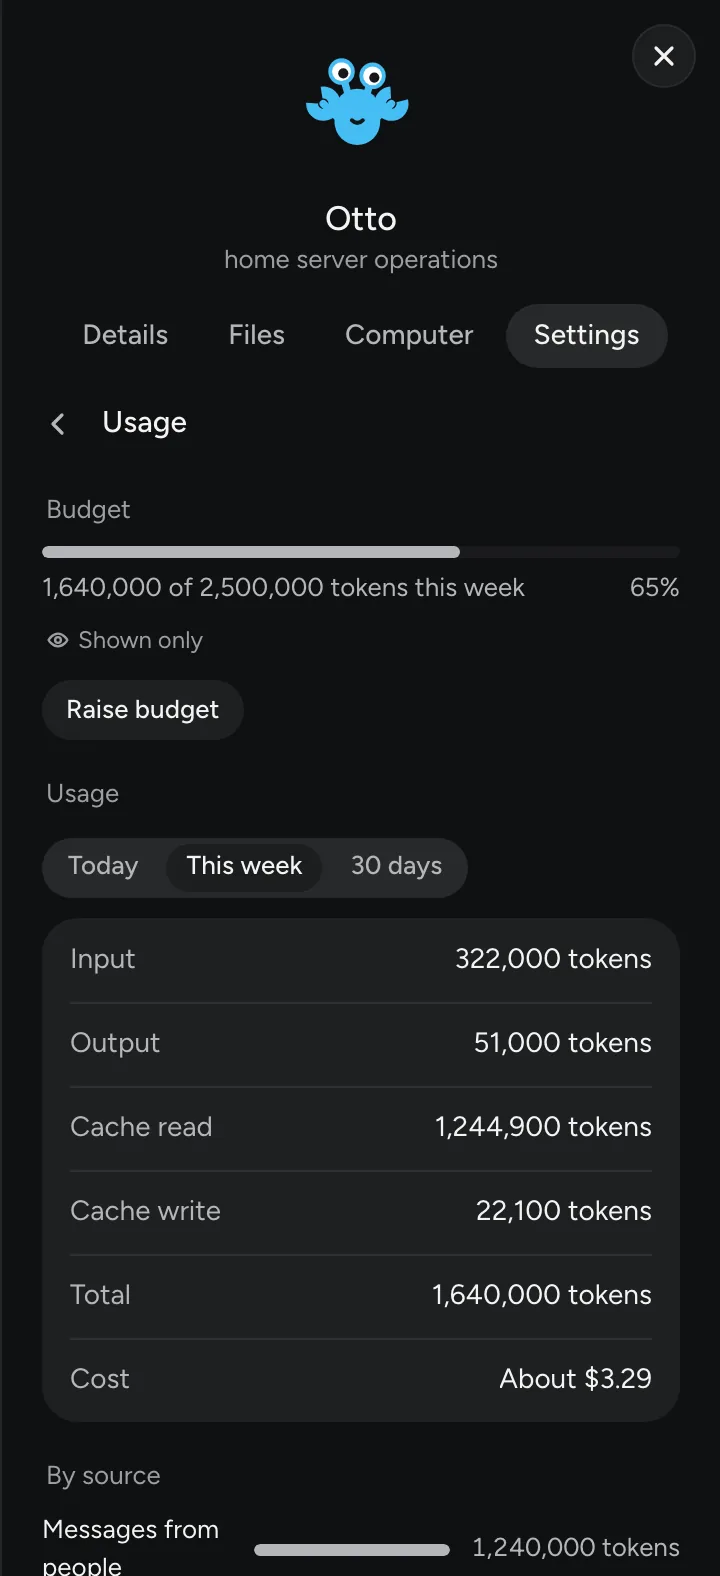 Otto
home server operations
Details Files Computer Settings
Usage
Budget
1,640,000 of 2,500,000 tokens this week 65%
Shown only
Raise budget
Usage
Today This week 30 days
Input 322,000 tokens
Output 51,000 tokens
Cache read 1,244,900 tokens
Cache write 22,100 tokens
Total 1,640,000 tokens
Cost About $3.29
By source
Messages from 1,240,000 tokens
people